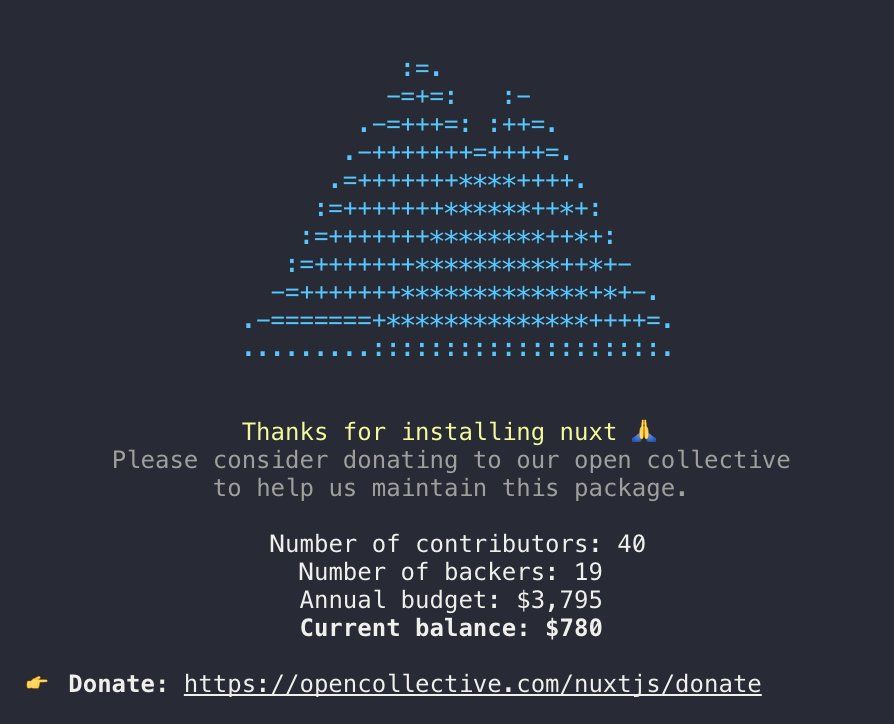 Thanks for installing nuxt 🙏
Please consider donating to our open collective
to help us maintain this package.
Number of contributors: 40
Number of backers: 19
Annual budget: $3,795
Current balance: $780
👉 Donate: https://opencollective.com/nuxtjs/donate